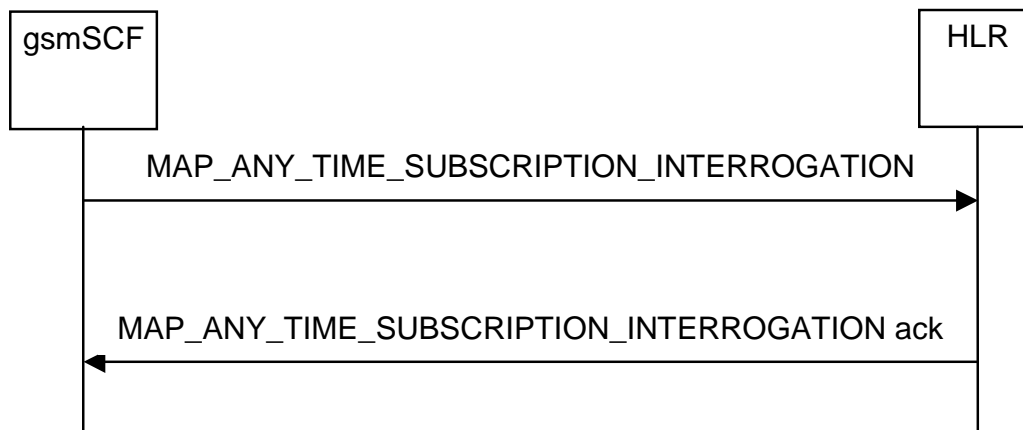 gsmSCF
HLR
MAP_ANY_TIME_SUBSCRIPTION_INTERROGATION
MAP_ANY_TIME_SUBSCRIPTION_INTERROGATION ack